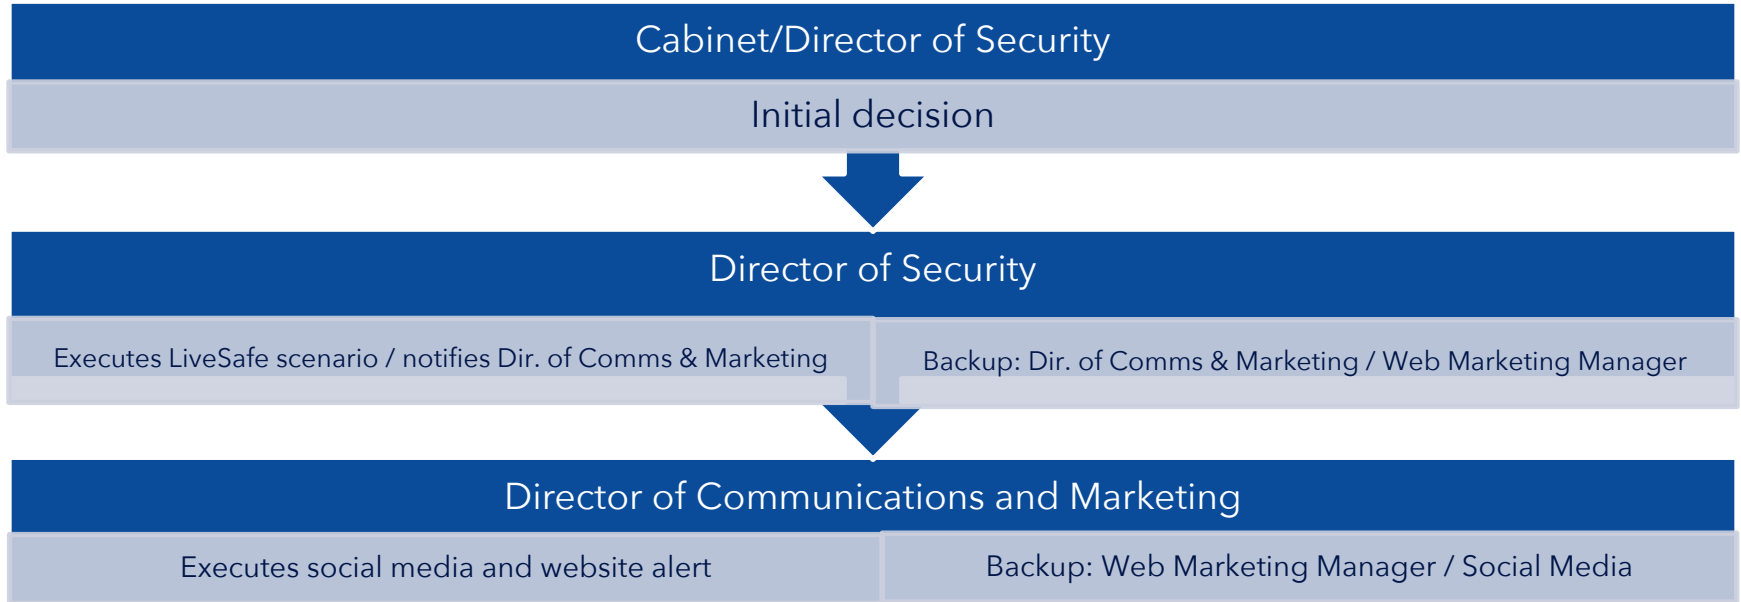 Cabinet/Director of Security
Initial decision
Director of Security
Executes LiveSafe scenario / notifies Dir. of Comms & Marketing
Backup: Dir. of Comms & Marketing / Web Marketing Manager
Director of Communications and Marketing
Executes social media and website alert
Backup: Web Marketing Manager / Social Media